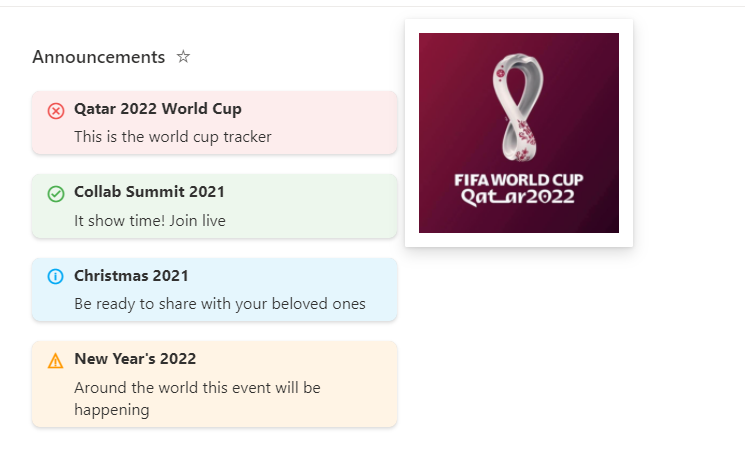 Announcements
Qatar 2022 World Cup
This is the world cup tracker
Collab Summit 2021
It show time! Join live
Christmas 2021
Be ready to share with your beloved ones
New Year's 2022
Around the world this event will be
happening
FIFA WORLD CUP
Qatar2022